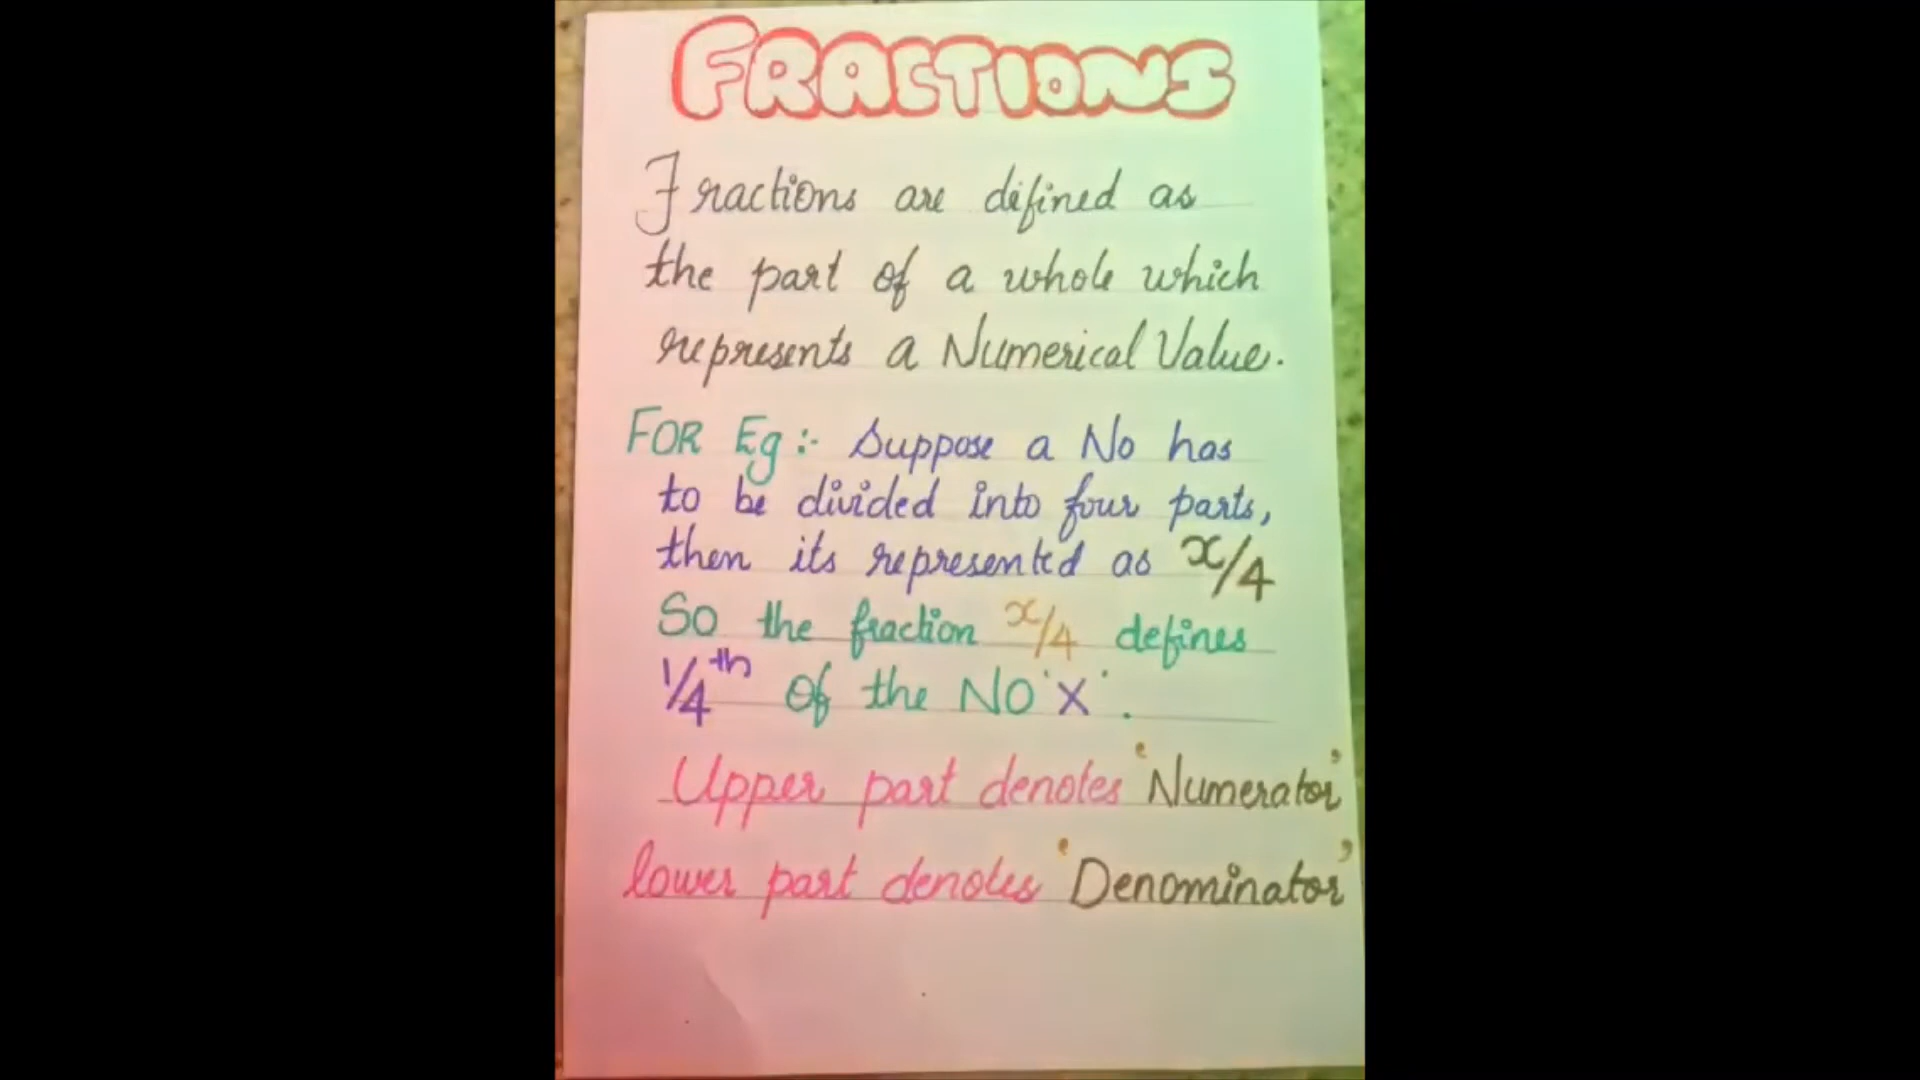 FRACTIONS
Fractions are defined as
the part of a whole which
represents a Numerical Value.
FOR Eg :- Suppose a No has
to be divided into four parts,
then its represented as x/4
So the fraction x/4 defines
1/4th of the NO 'X'.
Upper part denotes 'Numerator'
lower part denotes 'Denominator'